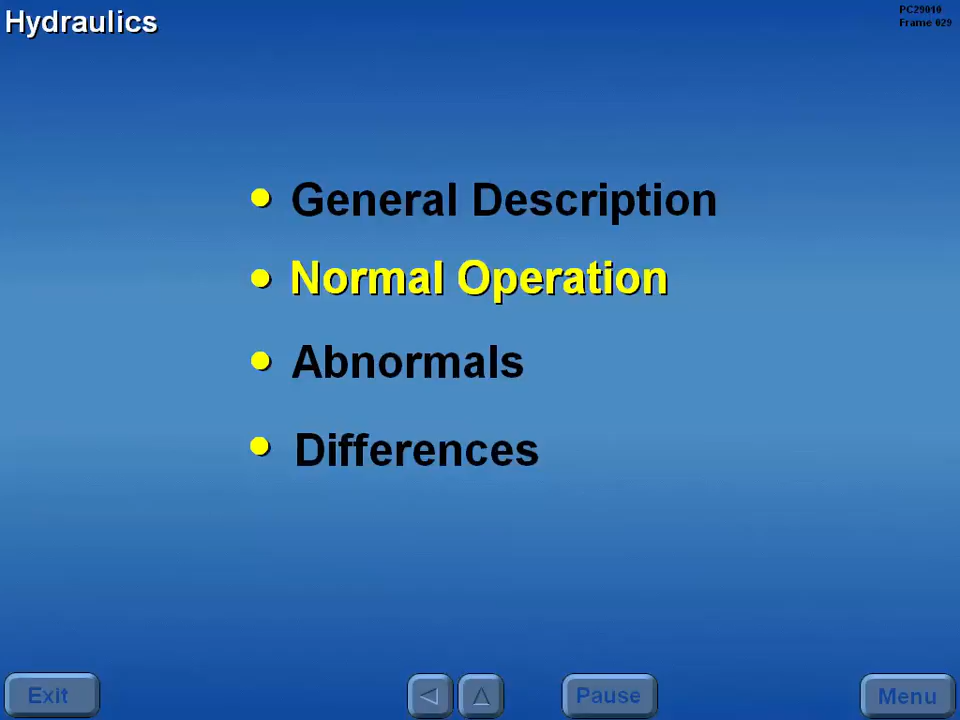 Hydraulics
PC29010
Frame 029
General Description
Normal Operation
Abnormals
Differences
Exit
Pause
Menu